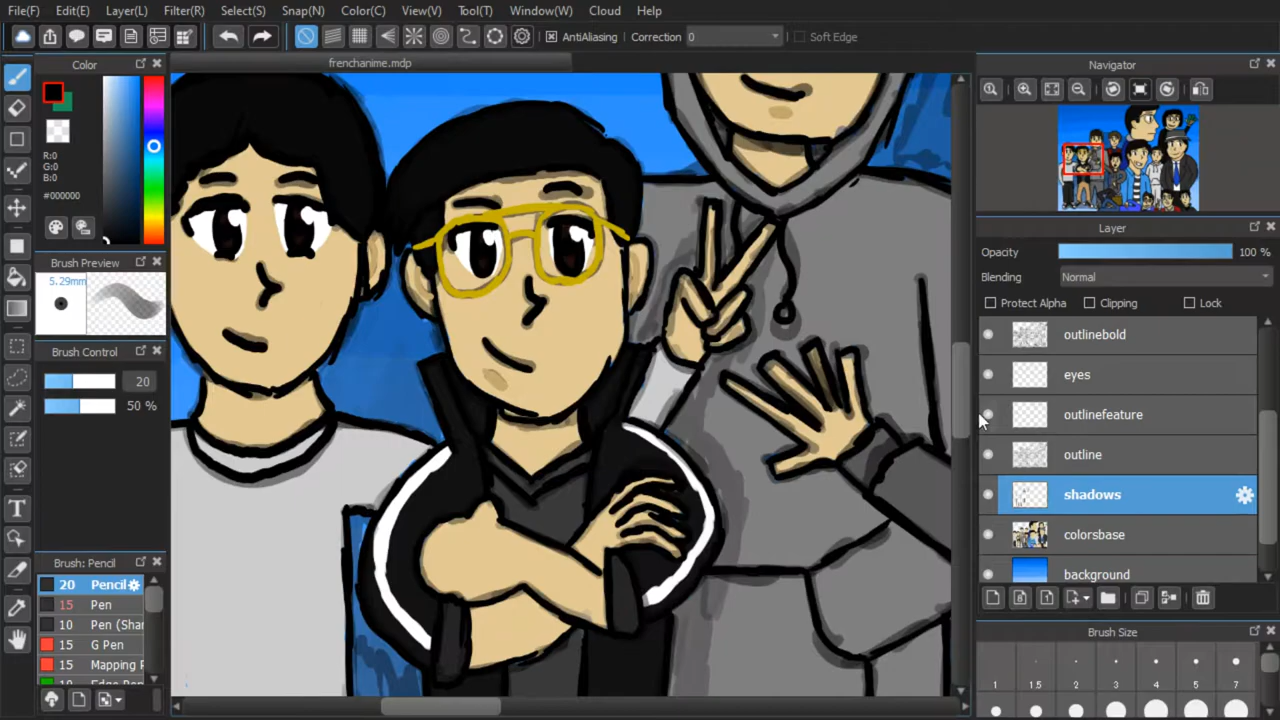 File(F) Edit(E) Layer(L) Filter(R) Select(S) Snap(N) Color(C) View(V) Tool(T) Window(W) Cloud Help
AntiAliasing Correction 0 Soft Edge
Color
frenchanime.mdp
Navigator
R:0
G:0
B:0
#000000
Layer
Opacity 100 %
Brush Preview
Blending Normal
5.29mm
Protect Alpha Clipping Lock
outlinebold
Brush Control
eyes
20
50 %
outlinefeature
outline
shadows
colorsbase
Brush: Pencil
background
20 Pencil
15 Pen
10 Pen (Shar
15 G Pen
15 Mapping
Brush Size
1 1.5 2 3 4 5 7